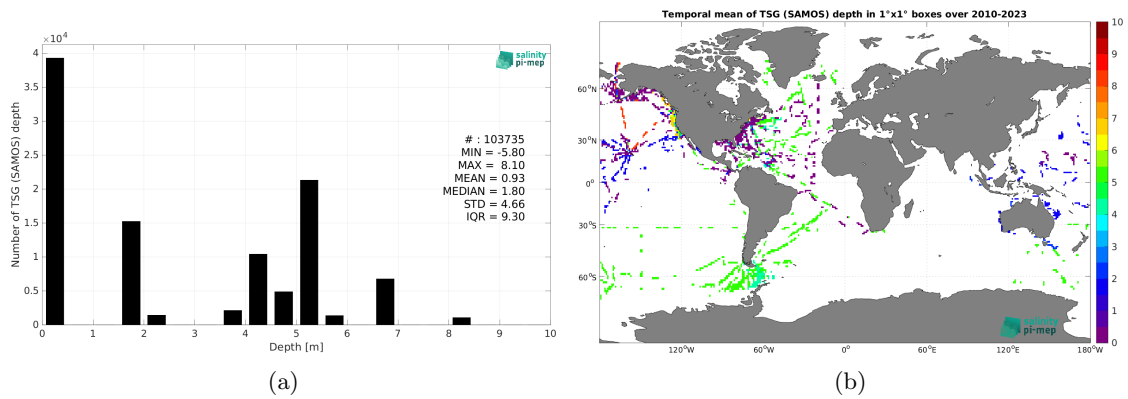 ×10⁴
4
3.5
3
2.5
2
1.5
1
0.5
0
Number of TSG (SAMOS) depth
0 1 2 3 4 5 6 7 8 9 10
Depth [m]
salinity
pi-mep
# : 103735
MIN = -5.80
MAX = 8.10
MEAN = 0.93
MEDIAN = 1.80
STD = 4.66
IQR = 9.30
(a)
Temporal mean of TSG (SAMOS) depth in 1°x1° boxes over 2010-2023
60°N
30°N
0°
30°S
60°S
120°W 60°W 0° 60°E 120°E 180°W
salinity
pi-mep
10
9
8
7
6
5
4
3
2
1
0
(b)